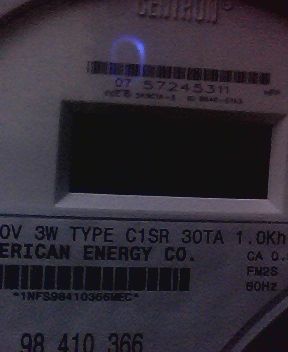 CENTRON
07 57245311
0V 3W TYPE C1SR 30TA 1.0Kh
ERICAN ENERGY CO.
CA 0.
FM2S
60Hz
*1NFS98410366MEC*
98 410 366